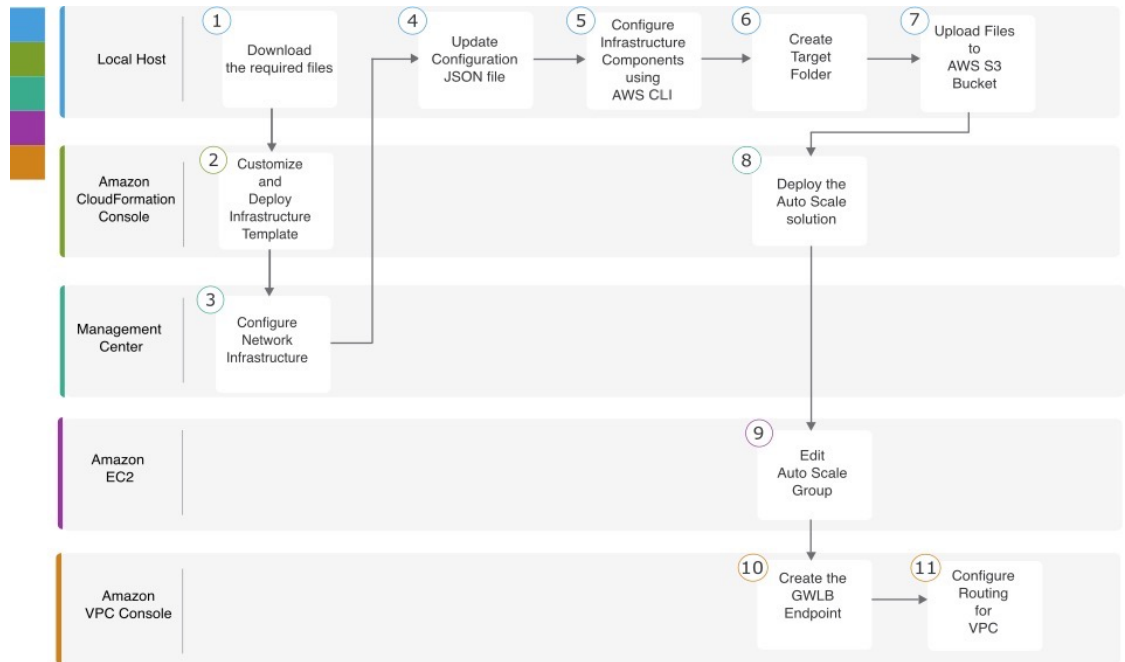 Local Host
1
Download
the required files
4
Update
Configuration
JSON file
5
Configure
Infrastructure
Components
using
AWS CLI
6
Create
Target
Folder
7
Upload Files
to
AWS S3
Bucket
Amazon
CloudFormation
Console
2
Customize
and
Deploy
Infrastructure
Template
8
Deploy the
Auto Scale
solution
Management
Center
3
Configure
Network
Infrastructure
Amazon
EC2
9
Edit
Auto Scale
Group
Amazon
VPC Console
10
Create the
GWLB
Endpoint
11
Configure
Routing
for
VPC